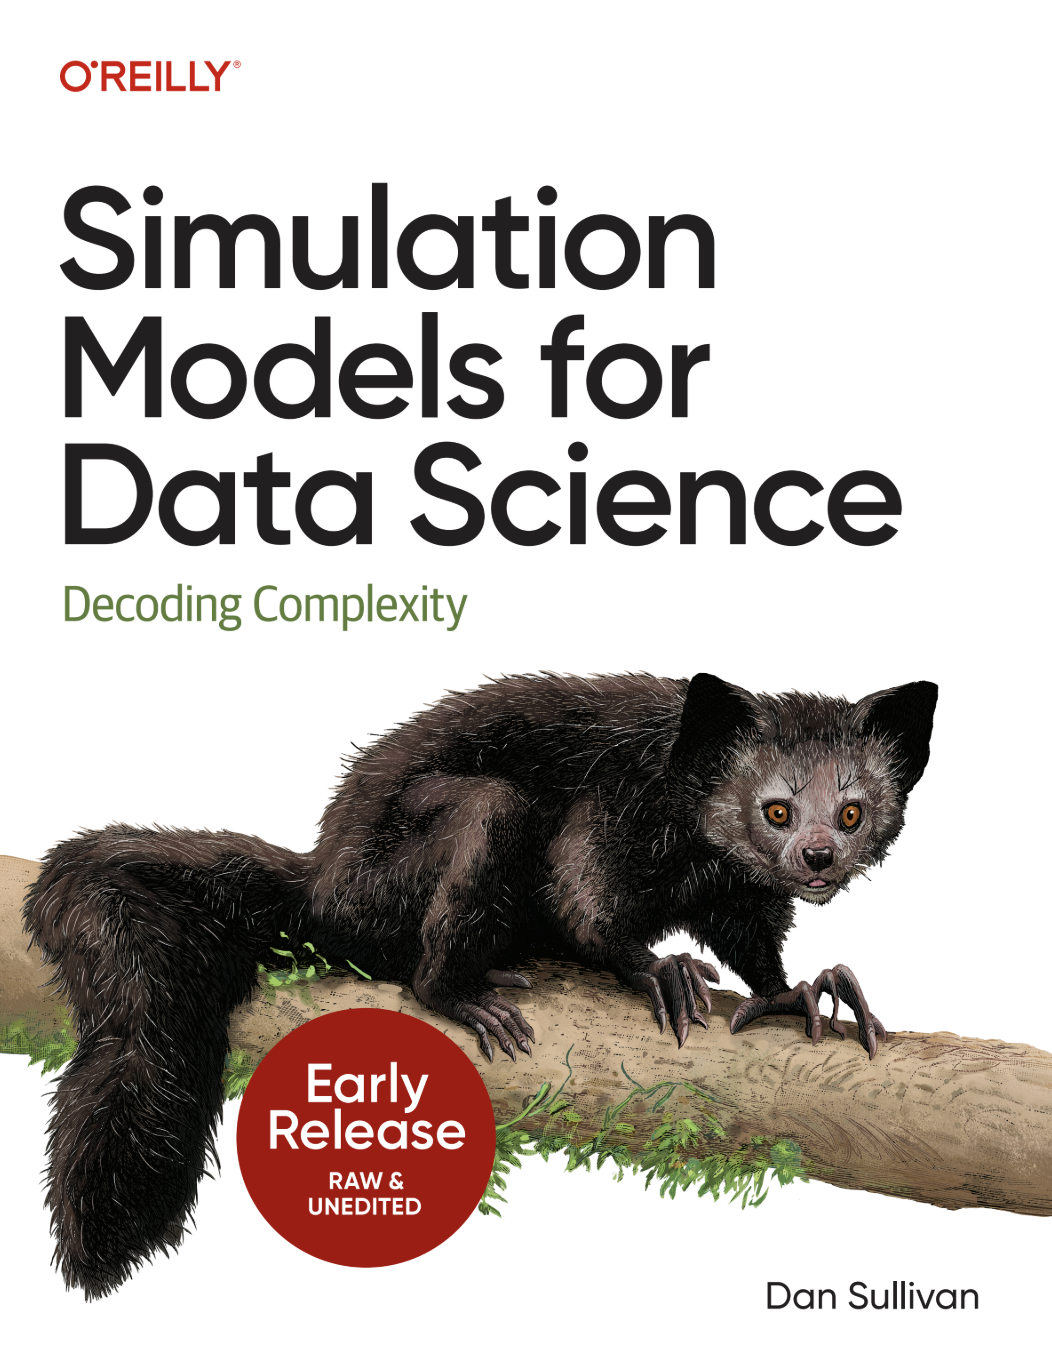 O'REILLY®
Simulation
Models for
Data Science
Decoding Complexity
Early
Release
RAW &
UNEDITED
Dan Sullivan